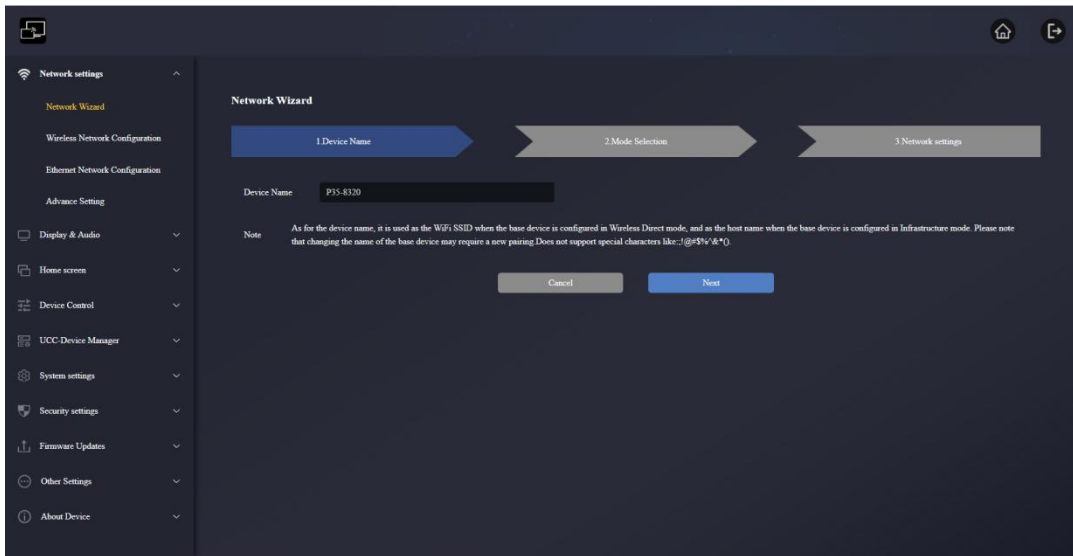 Network settings
Network Wizard
Wireless Network Configuration
Ethernet Network Configuration
Advance Setting
Display & Audio
Home screen
Device Control
UCC-Device Manager
System settings
Security settings
Firmware Updates
Other Settings
About Device
Network Wizard
1.Device Name
2.Mode Selection
3.Network settings
Device Name
P35-8320
Note
As for the device name, it is used as the WiFi SSID when the base device is configured in Wireless Direct mode, and as the host name when the base device is configured in Infrastructure mode. Please note
that changing the name of the base device may require a new pairing.Does not support special characters like:;!@#$%^&*().
Cancel
Next